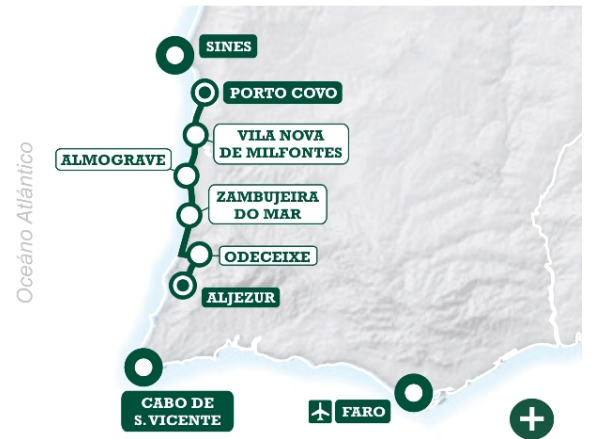 SINES
PORTO COVO
VILA NOVA
DE MILFONTES
ALMOGRAVE
ZAMBUJEIRA
DO MAR
ODECEIXE
ALJEZUR
Oceáno Atlántico
CABO DE
S. VICENTE
FARO